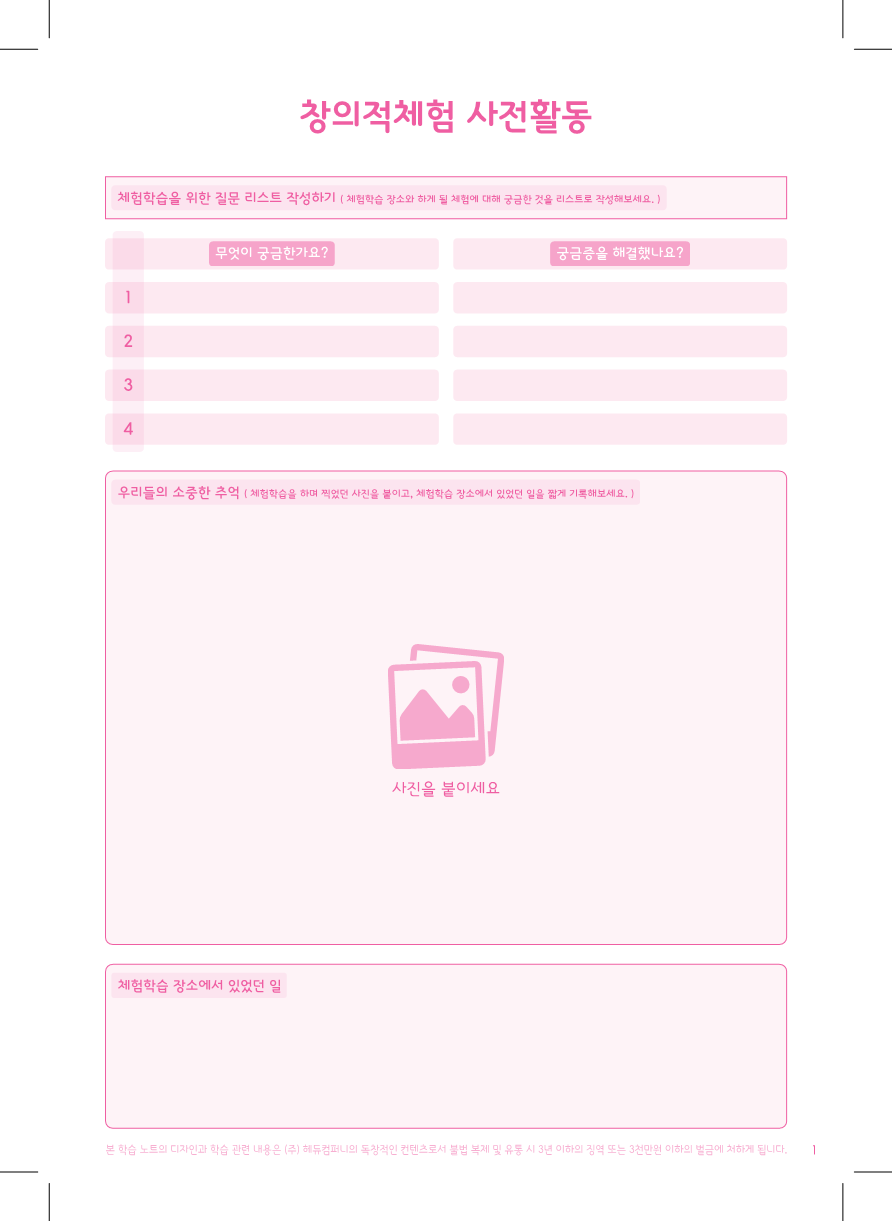 창의적체험 사전활동
체험학습을 위한 질문 리스트 작성하기 ( 체험학습 장소와 하게 될 체험에 대해 궁금한 것을 리스트로 작성해보세요. )
무엇이 궁금한가요?
궁금증을 해결했나요?
1
2
3
4
우리들의 소중한 추억 ( 체험학습을 하며 찍었던 사진을 붙이고, 체험학습 장소에서 있었던 일을 짧게 기록해보세요. )
사진을 붙이세요
체험학습 장소에서 있었던 일
본 학습 노트의 디자인과 학습 관련 내용은 (주) 헤듀컴퍼니의 독창적인 컨텐츠로서 불법 복제 및 유통 시 3년 이하의 징역 또는 3천만원 이하의 벌금에 처하게 됩니다.
1